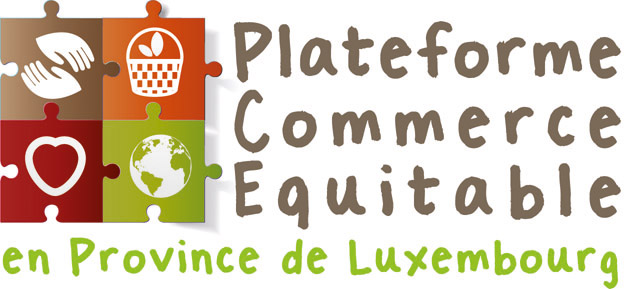 Plateforme
Commerce
Equitable
en Province de Luxembourg